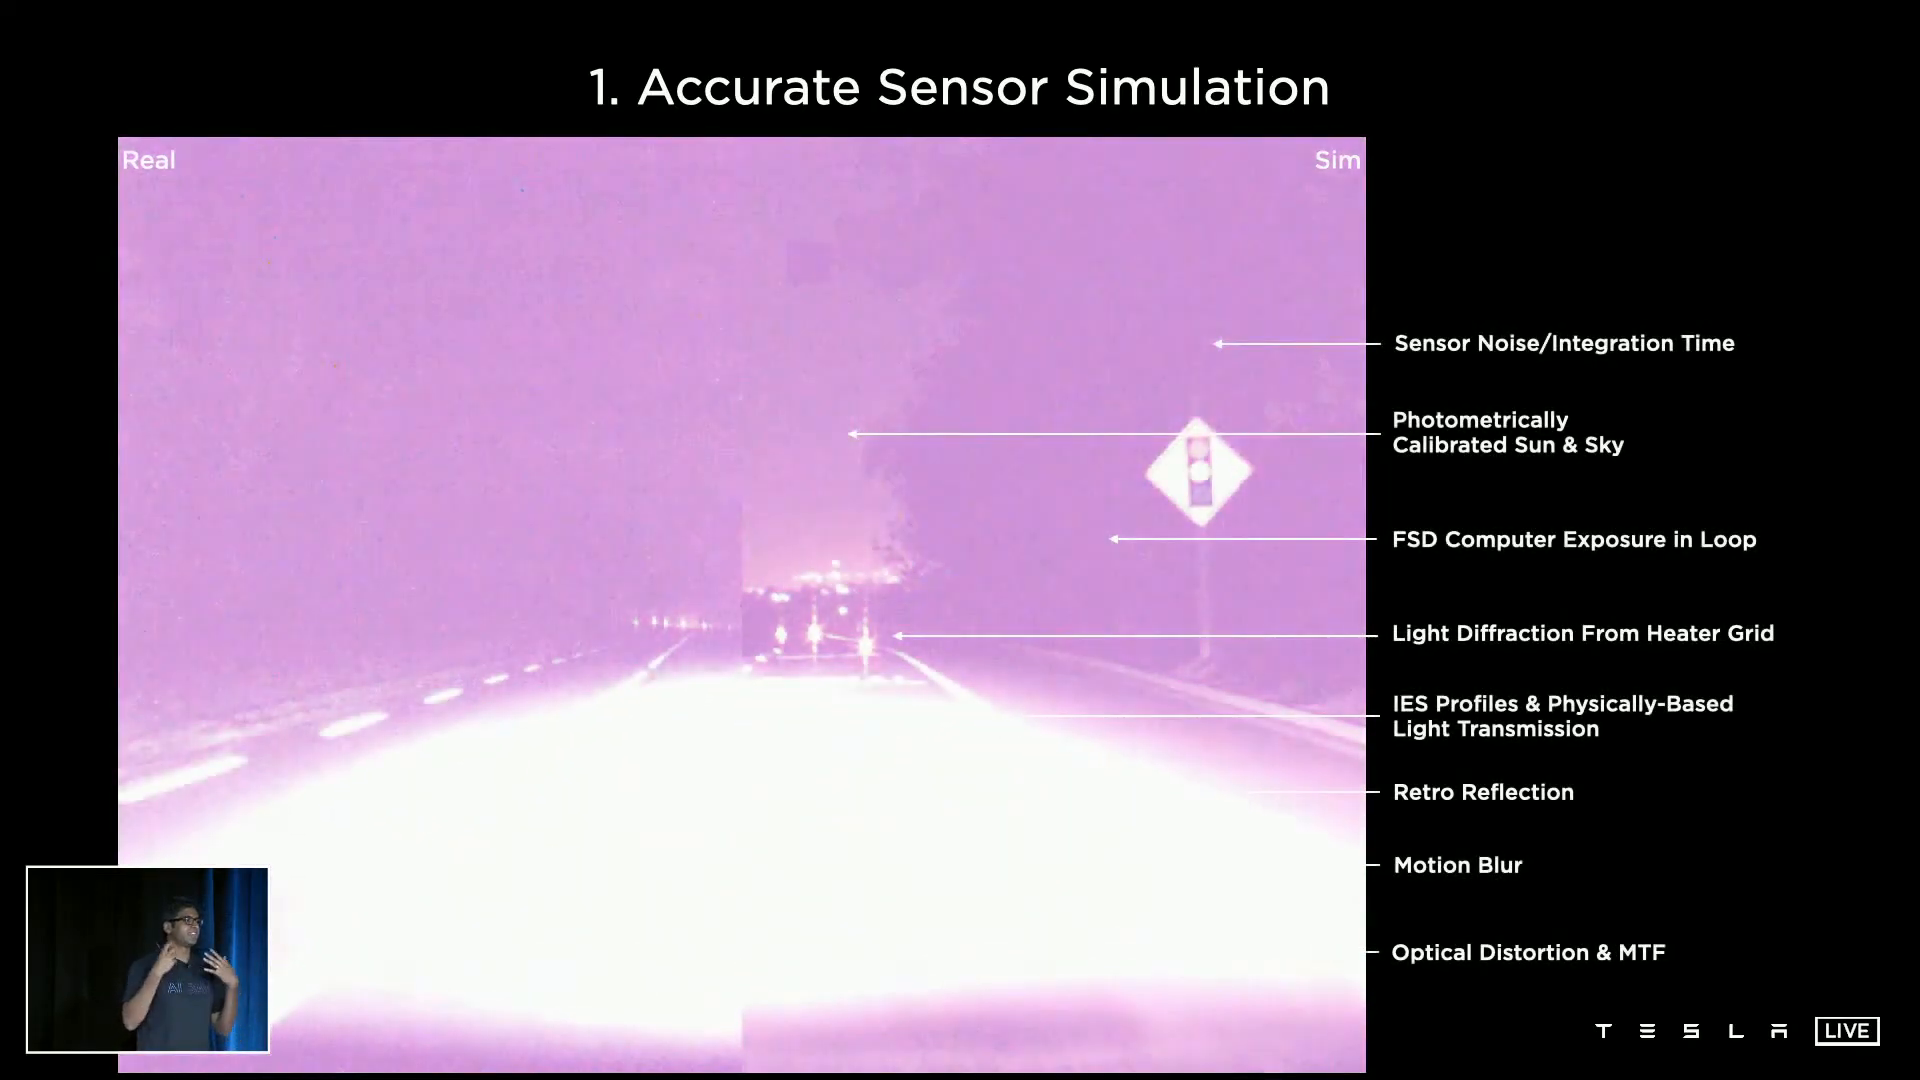 1. Accurate Sensor Simulation
Real
Sim
Sensor Noise/Integration Time
Photometrically
Calibrated Sun & Sky
FSD Computer Exposure in Loop
Light Diffraction From Heater Grid
IES Profiles & Physically-Based
Light Transmission
Retro Reflection
Motion Blur
Optical Distortion & MTF
AI
TESLA LIVE